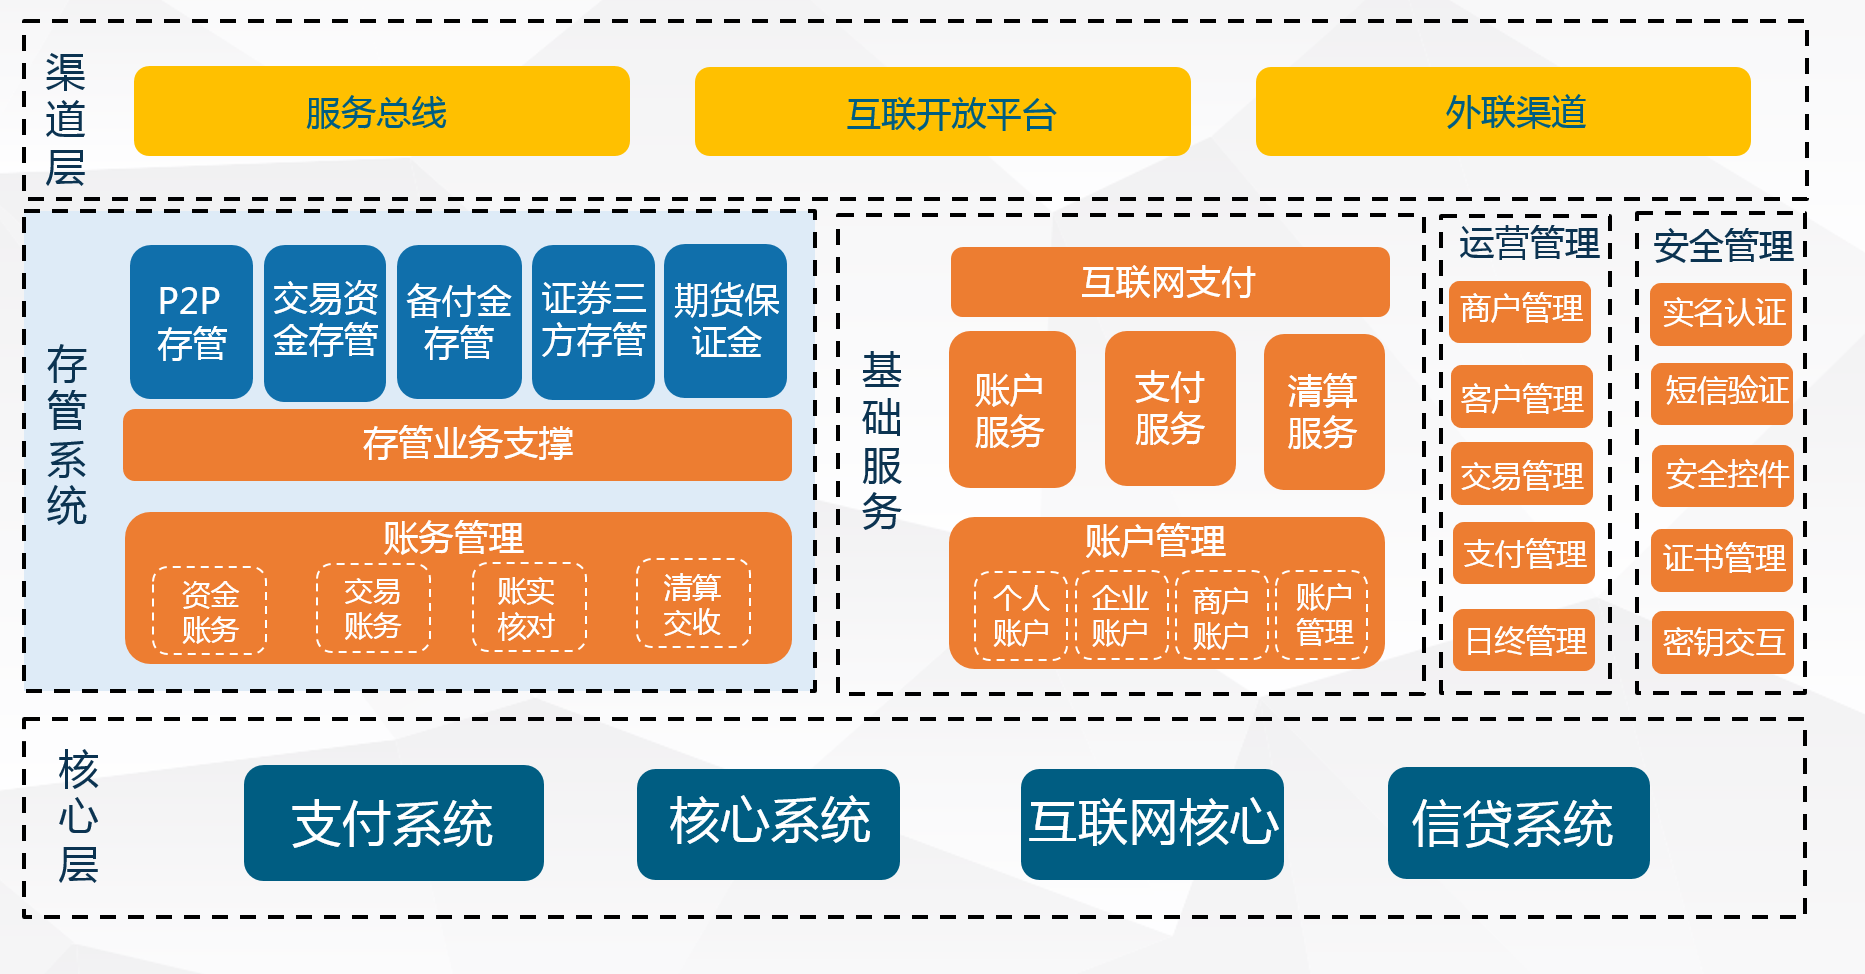 渠
道
层
服务总线
互联开放平台
外联渠道
存
管
系
统
P2P
存管
交易资
金存管
备付金
存管
证券三
方存管
期货保
证金
存管业务支撑
账务管理
资金
账务
交易
账务
账实
核对
清算
交收
基
础
服
务
互联网支付
账户
服务
支付
服务
清算
服务
账户管理
个人
账户
企业
账户
商户
账户
账户
管理
运营管理
商户管理
客户管理
交易管理
支付管理
日终管理
安全管理
实名认证
短信验证
安全控件
证书管理
密钥交互
核
心
层
支付系统
核心系统
互联网核心
信贷系统